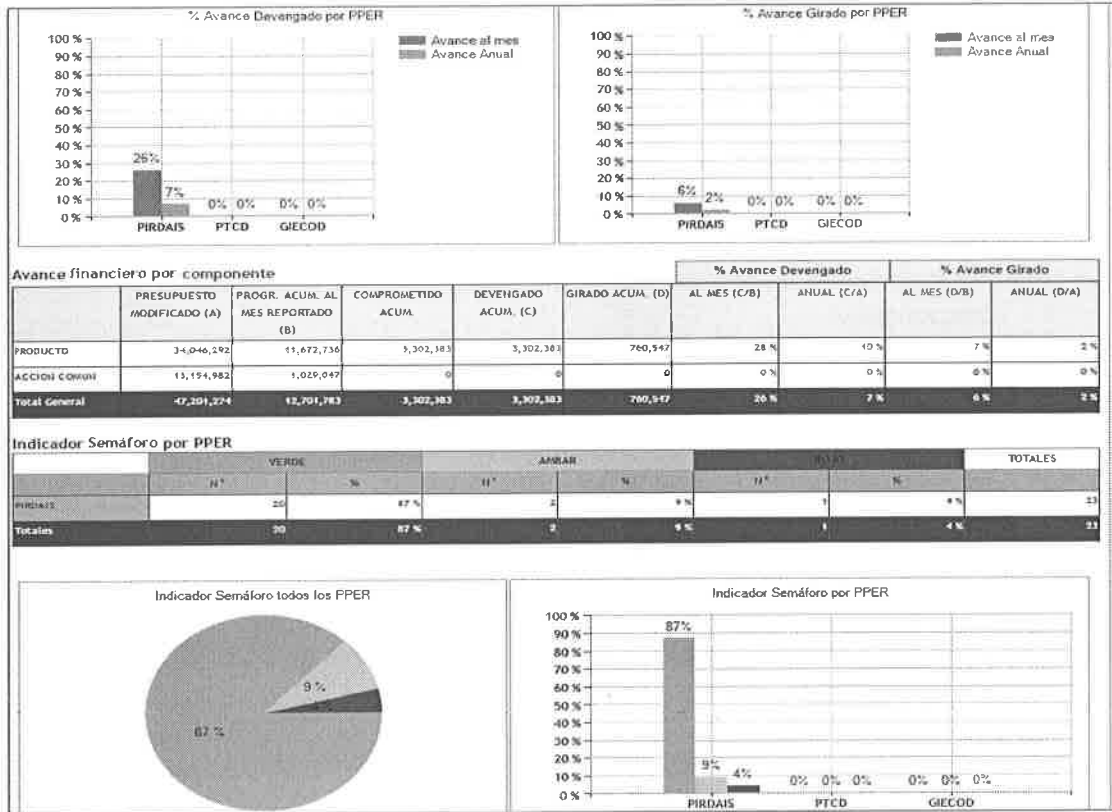 % Avance Devengado por PPER
100 %
90 %
80 %
70 %
60 %
50 %
40 %
30 %
20 %
10 %
0 %
26%
7%
0% 0%
0% 0%
PIRDAIS PTCD GIECOD
Avance al mes
Avance Anual
% Avance Girado por PPER
100 %
90 %
80 %
70 %
60 %
50 %
40 %
30 %
20 %
10 %
0 %
6%
2%
0% 0%
0% 0%
PIRDAIS PTCD GIECOD
Avance al mes
Avance Anual
Avance financiero por componente
% Avance Devengado % Avance Girado
PRESUPUESTO MODIFICADO (A) PROGR. ACUM. AL MES REPORTADO (B) COMPROMETIDO ACUM. DEVENGADO ACUM. (C) GIRADO ACUM. (D) AL MES (C/B) ANUAL (C/A) AL MES (D/B) ANUAL (D/A)
PRODUCTO 34,046,292 11,672,736 3,302,383 3,302,383 760,547 28 % 10 % 7 % 2 %
ACCION COMUN 13,154,982 1,029,047 0 0 0 0 % 0 % 0 % 0 %
Total General 47,201,274 12,701,783 3,302,383 3,302,383 760,547 26 % 7 % 6 % 2 %
Indicador Semáforo por PPER
VERDE AMBAR TOTALES
N° % N° % N° %
PIRDAIS 20 87 % 2 9 % 1 4 % 23
Totales 20 87 % 2 9 % 1 4 % 23
Indicador Semáforo todos los PPER
9 %
87 %
Indicador Semáforo por PPER
100 %
90 %
80 %
70 %
60 %
50 %
40 %
30 %
20 %
10 %
0 %
87%
9%
4%
0% 0% 0%
0% 0% 0%
PIRDAIS PTCD GIECOD